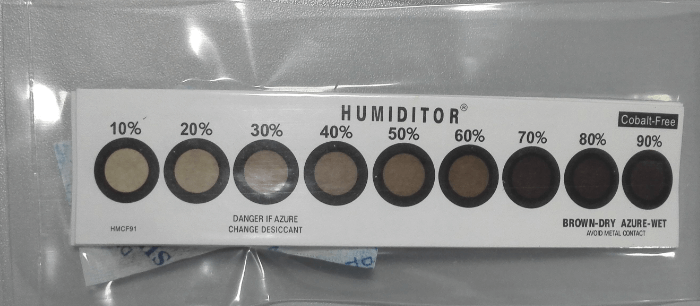 HUMIDITOR®
Cobalt-Free
10% 20% 30% 40% 50% 60% 70% 80% 90%
DANGER IF AZURE
CHANGE DESICCANT
HMCF91
BROWN-DRY AZURE-WET
AVOID METAL CONTACT